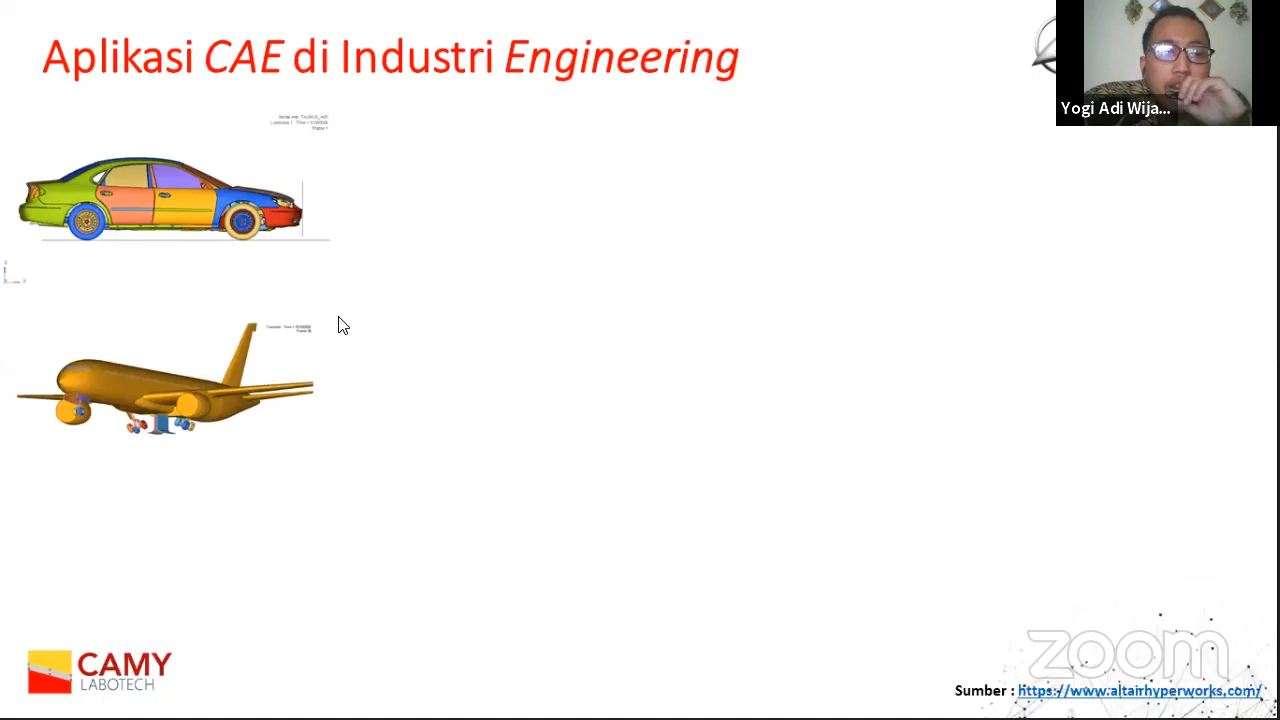 Aplikasi CAE di Industri Engineering
Yogi Adi Wija...
CAMY
LABOTECH
zoom
Sumber : https://www.altairhyperworks.com/